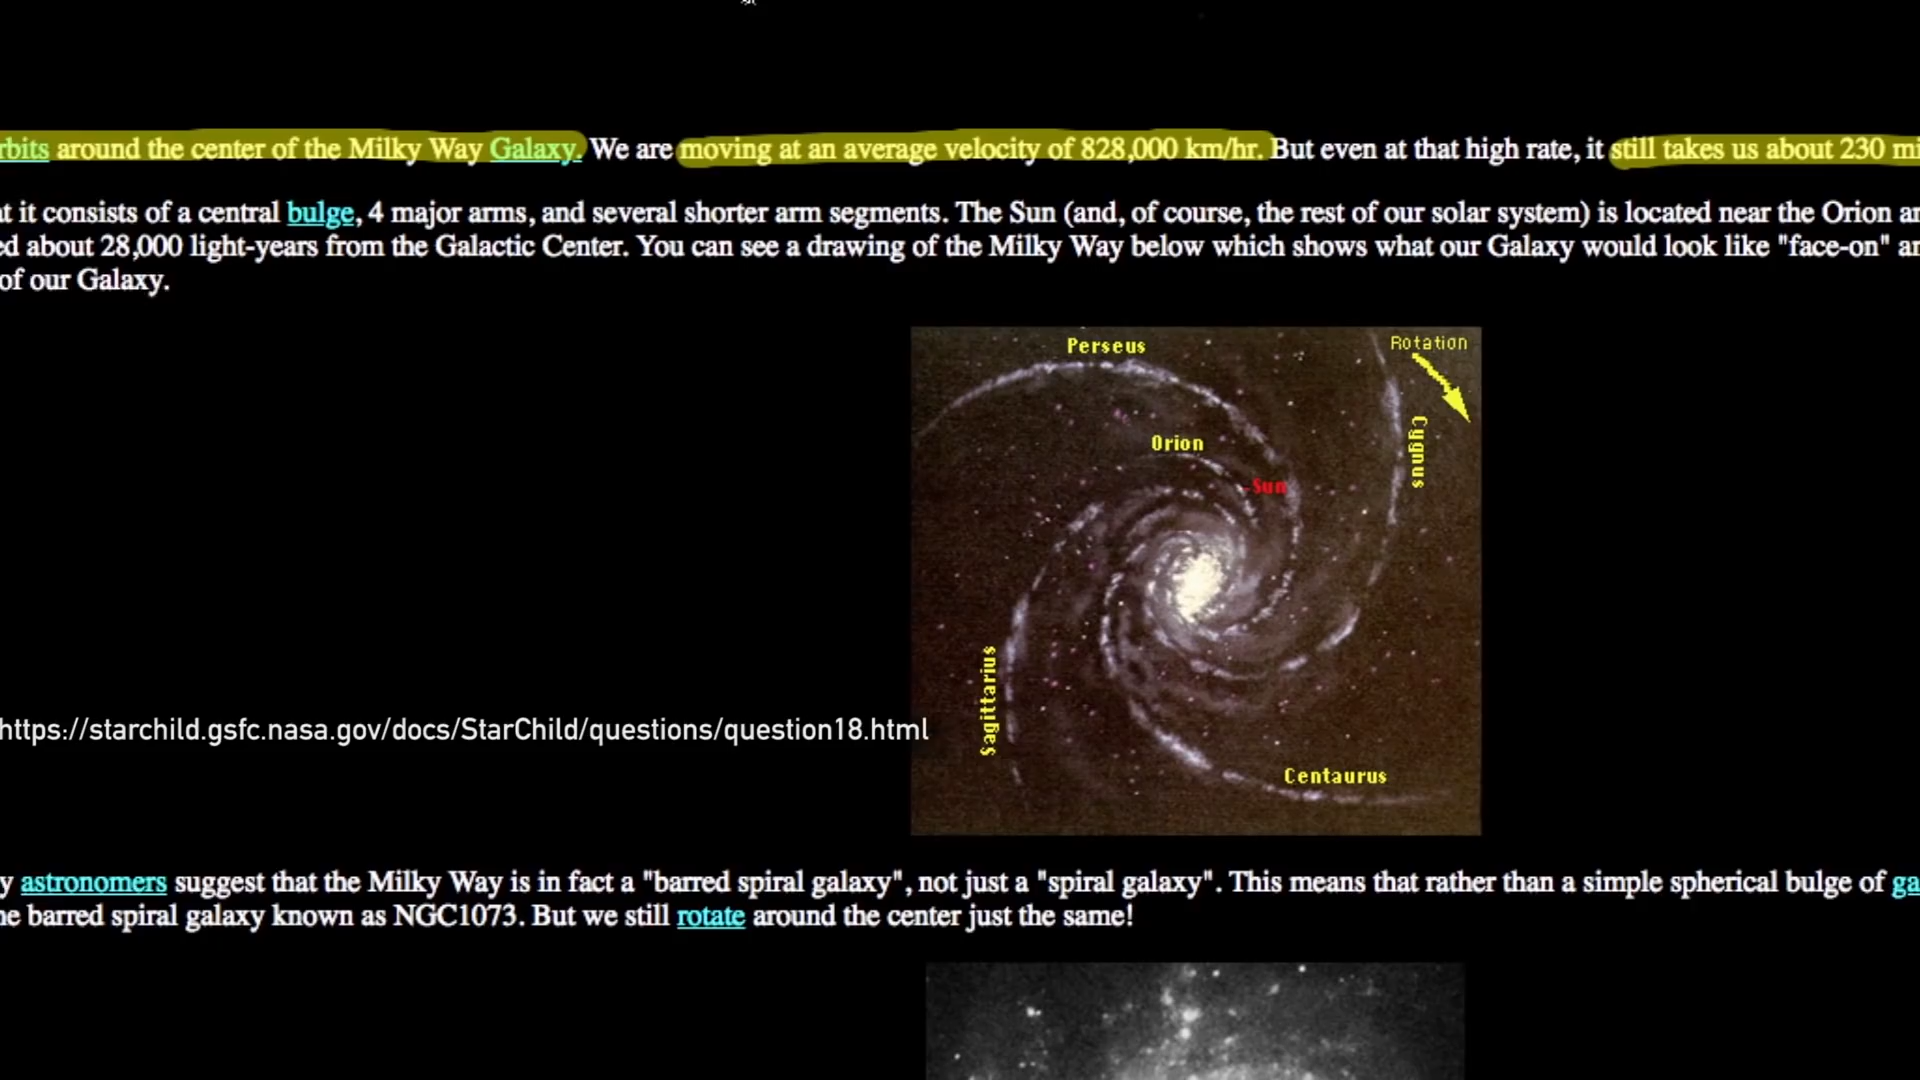 rbits around the center of the Milky Way Galaxy. We are moving at an average velocity of 828,000 km/hr. But even at that high rate, it still takes us about 230 mi
at it consists of a central bulge, 4 major arms, and several shorter arm segments. The Sun (and, of course, the rest of our solar system) is located near the Orion ar
ed about 28,000 light-years from the Galactic Center. You can see a drawing of the Milky Way below which shows what our Galaxy would look like "face-on" an
of our Galaxy.
Rotation
Perseus
Cygnus
Orion
Sun
Sagittarius
https://starchild.gsfc.nasa.gov/docs/StarChild/questions/question18.html
Centaurus
y astronomers suggest that the Milky Way is in fact a "barred spiral galaxy", not just a "spiral galaxy". This means that rather than a simple spherical bulge of ga
he barred spiral galaxy known as NGC1073. But we still rotate around the center just the same!